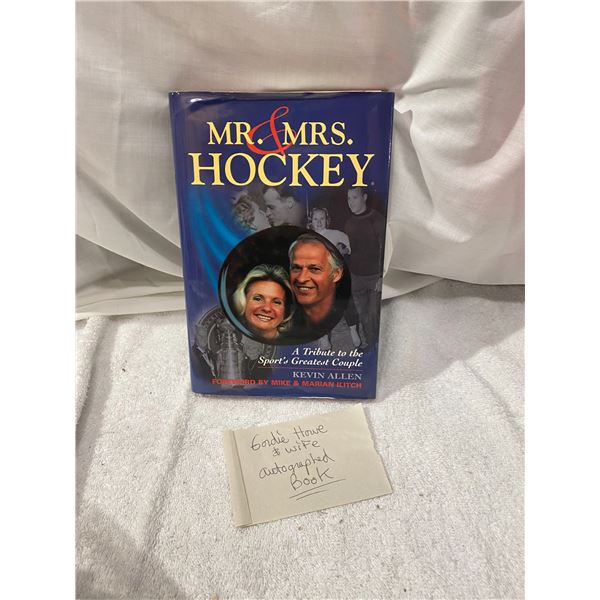 MR. & MRS.
HOCKEY
A Tribute to the
Sport's Greatest Couple
KEVIN ALLEN
FOREWORD BY MIKE & MARIAN ILITCH
Gordie Howe
& wife
autographed
Book